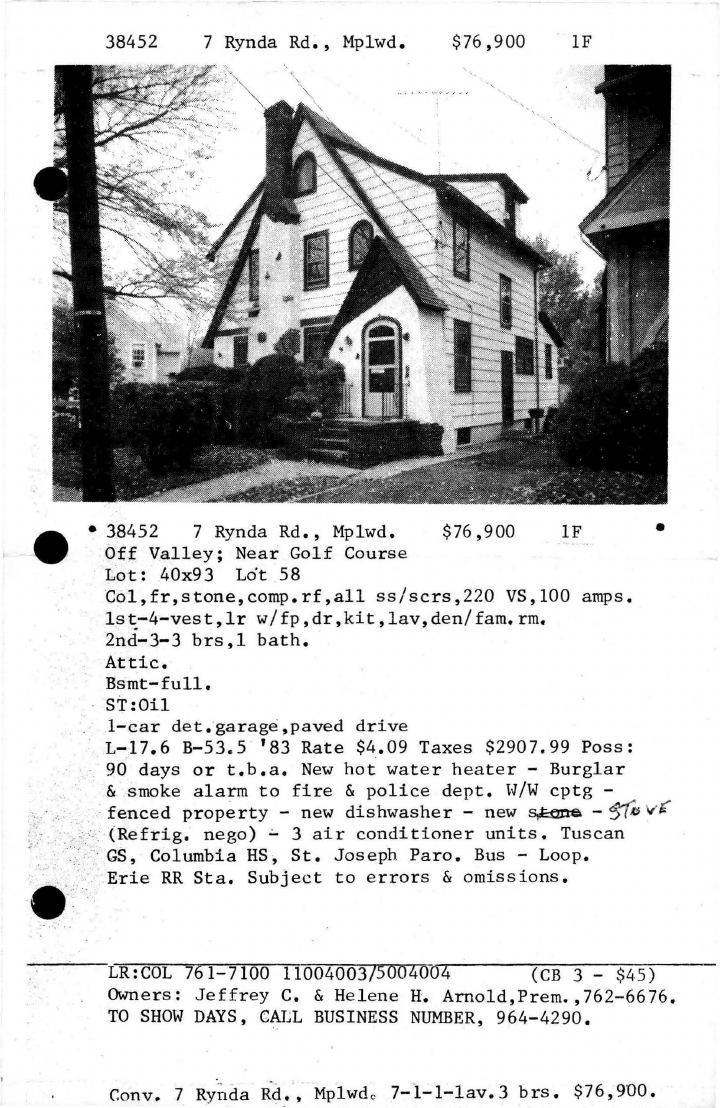 38452 7 Rynda Rd., Mplwd. $76,900 1F
38452 7 Rynda Rd., Mplwd. $76,900 1F
Off Valley; Near Golf Course
Lot: 40x93 Lot 58
Col,fr,stone,comp.rf,all ss/scrs,220 VS,100 amps.
1st-4-vest,lr w/fp,dr,kit,lav,den/fam.rm.
2nd-3-3 brs,1 bath.
Attic.
Bsmt-full.
ST:Oil
1-car det.garage,paved drive
L-17.6 B-53.5 '83 Rate $4.09 Taxes $2907.99 Poss:
90 days or t.b.a. New hot water heater - Burglar
& smoke alarm to fire & police dept. W/W cptg -
fenced property - new dishwasher - new stone - STOVE
(Refrig. nego) - 3 air conditioner units. Tuscan
GS, Columbia HS, St. Joseph Paro. Bus - Loop.
Erie RR Sta. Subject to errors & omissions.
LR:COL 761-7100 11004003/5004004 (CB 3 - $45)
Owners: Jeffrey C. & Helene H. Arnold,Prem.,762-6676.
TO SHOW DAYS, CALL BUSINESS NUMBER, 964-4290.
Conv. 7 Rynda Rd., Mplwd. 7-1-1-lav.3 brs. $76,900.